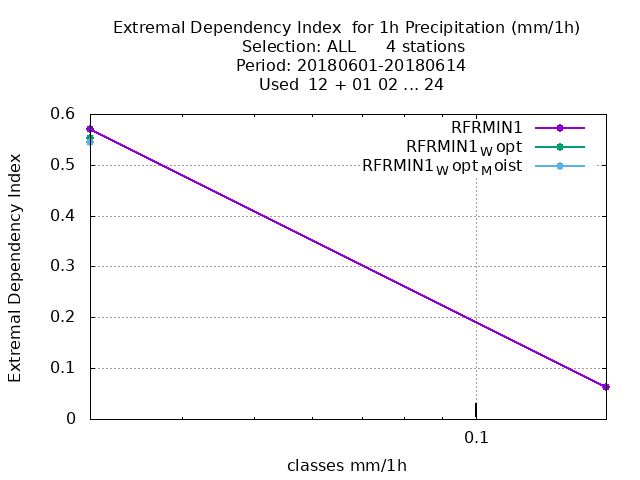 Extremal Dependency Index for 1h Precipitation (mm/1h)
Selection: ALL 4 stations
Period: 20180601-20180614
Used 12 + 01 02 ... 24
RFRMIN1
RFRMIN1Wopt
RFRMIN1WoptMoist
0.6
0.5
0.4
0.3
0.2
0.1
0
Extremal Dependency Index
0.1
classes mm/1h